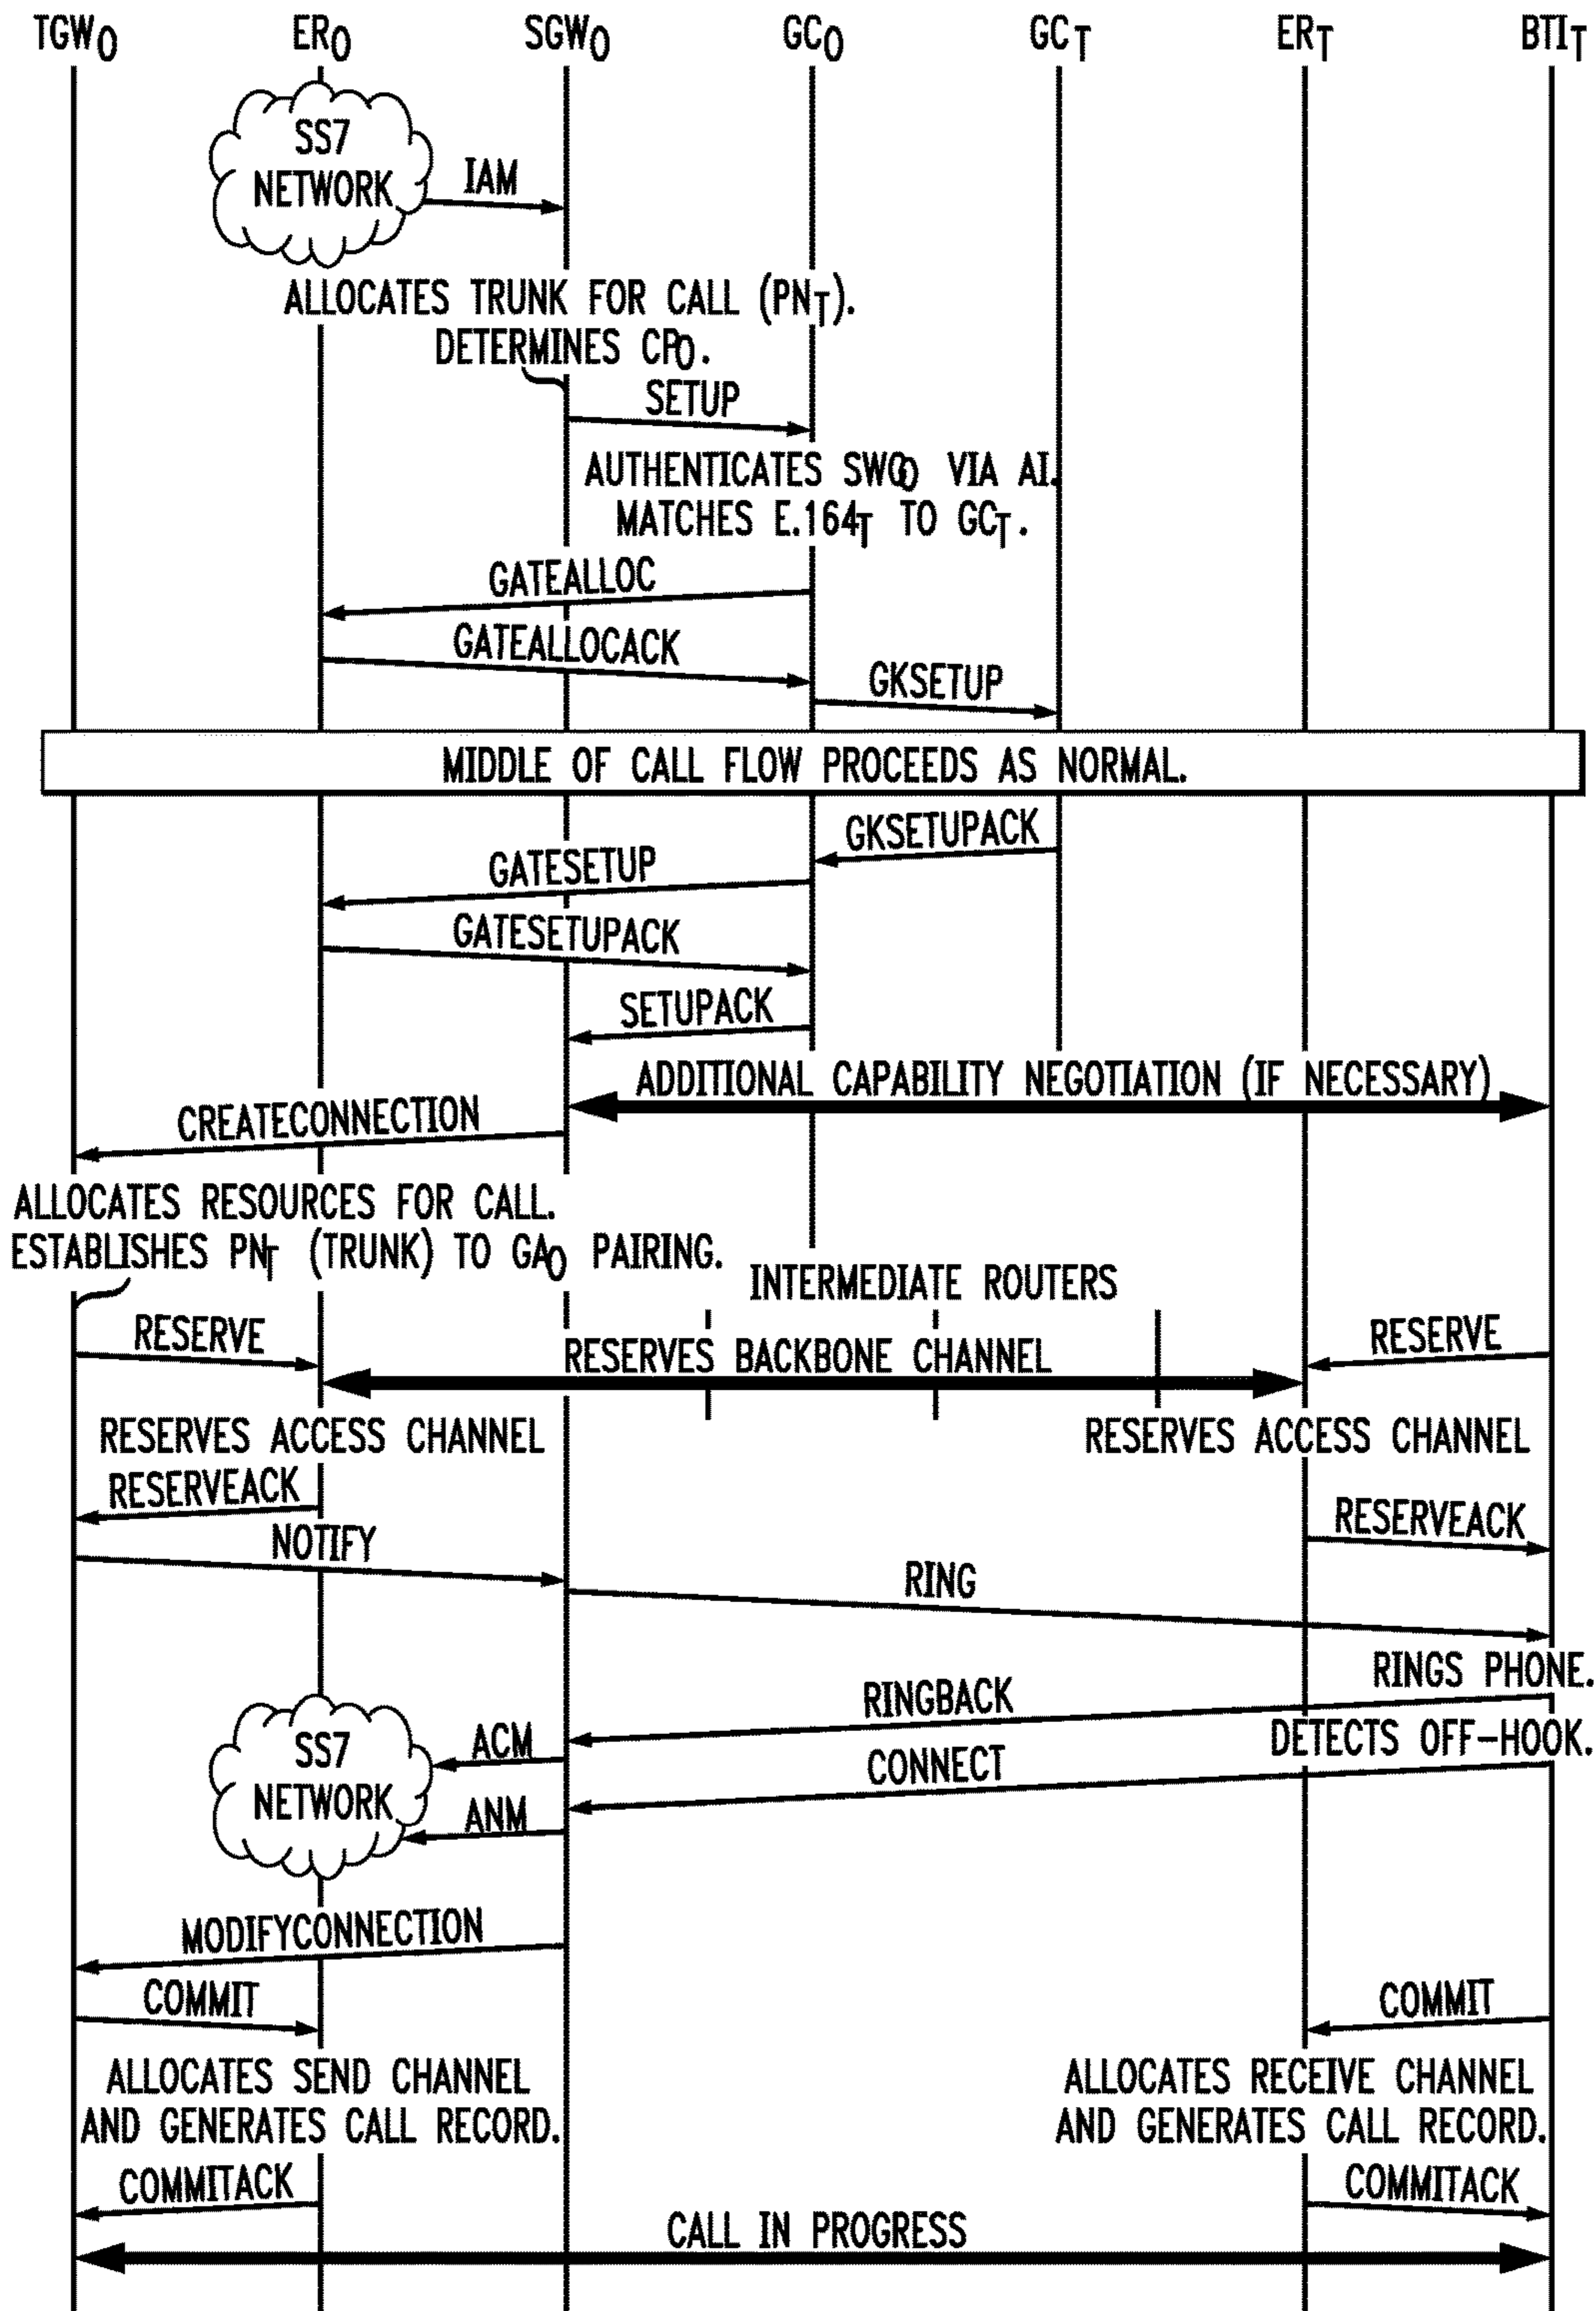 TGWO ERO SGWO GCO GCT ERT BTIT
SS7
NETWORK
IAM
ALLOCATES TRUNK FOR CALL (PNT).
DETERMINES CPO.
SETUP
AUTHENTICATES SWGO VIA AI.
MATCHES E.164T TO GCT.
GATEALLOC
GATEALLOCACK
GKSETUP
MIDDLE OF CALL FLOW PROCEEDS AS NORMAL.
GKSETUPACK
GATESETUP
GATESETUPACK
SETUPACK
ADDITIONAL CAPABILITY NEGOTIATION (IF NECESSARY)
CREATECONNECTION
ALLOCATES RESOURCES FOR CALL.
ESTABLISHES PNT (TRUNK) TO GAO PAIRING.
INTERMEDIATE ROUTERS
RESERVE
RESERVES BACKBONE CHANNEL
RESERVE
RESERVES ACCESS CHANNEL
RESERVES ACCESS CHANNEL
RESERVEACK
RESERVEACK
NOTIFY
RING
RINGS PHONE.
RINGBACK
SS7
NETWORK
ACM
DETECTS OFF-HOOK.
CONNECT
ANM
MODIFYCONNECTION
COMMIT
COMMIT
ALLOCATES SEND CHANNEL
AND GENERATES CALL RECORD.
ALLOCATES RECEIVE CHANNEL
AND GENERATES CALL RECORD.
COMMITACK
COMMITACK
CALL IN PROGRESS